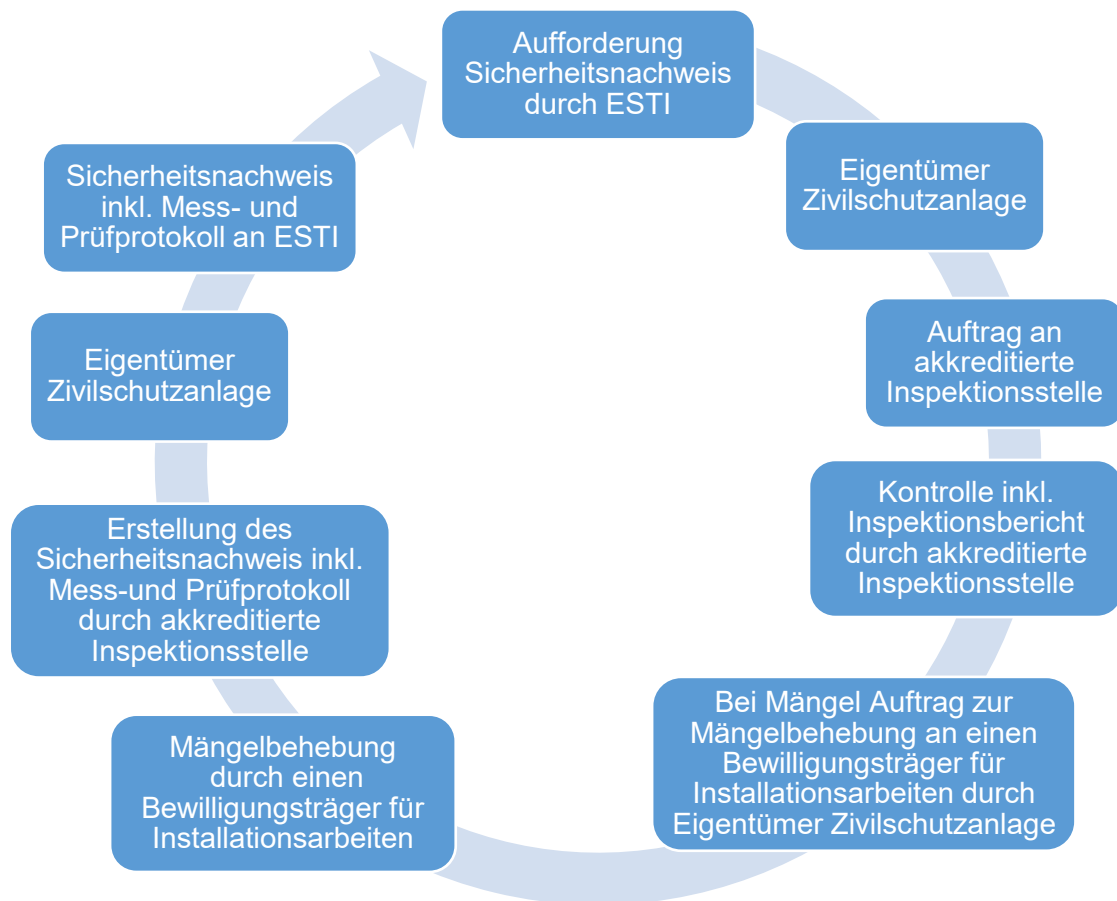 Aufforderung
Sicherheitsnachweis
durch ESTI
Eigentümer
Zivilschutzanlage
Auftrag an
akkreditierte
Inspektionsstelle
Kontrolle inkl.
Inspektionsbericht
durch akkreditierte
Inspektionsstelle
Bei Mängel Auftrag zur
Mängelbehebung an einen
Bewilligungsträger für
Installationsarbeiten durch
Eigentümer Zivilschutzanlage
Mängelbehebung
durch einen
Bewilligungsträger für
Installationsarbeiten
Erstellung des
Sicherheitsnachweis inkl.
Mess-und Prüfprotokoll
durch akkreditierte
Inspektionsstelle
Eigentümer
Zivilschutzanlage
Sicherheitsnachweis
inkl. Mess- und
Prüfprotokoll an ESTI